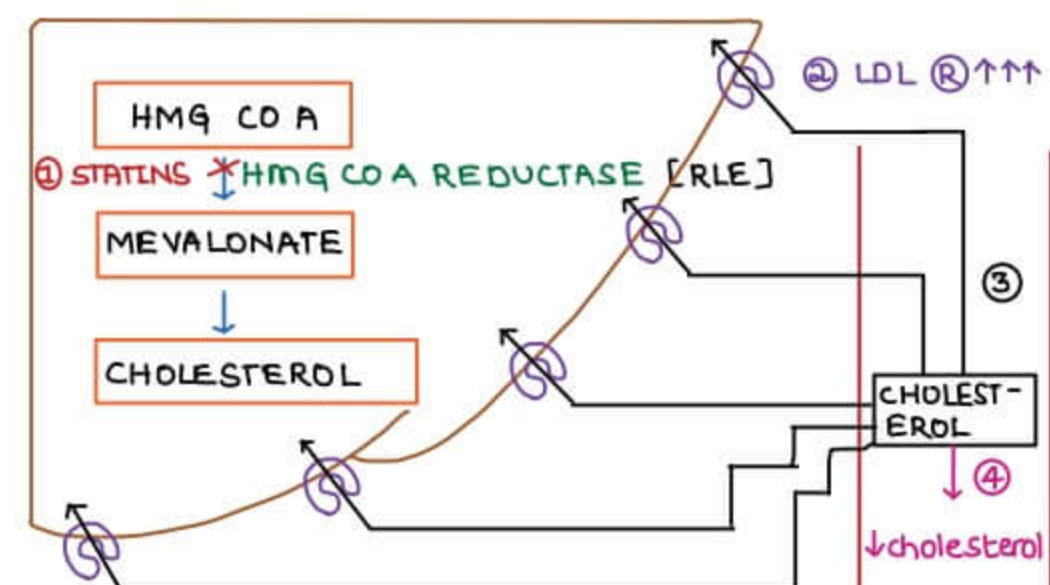 HMG CO A
① STATINS HMG CO A REDUCTASE [RLE]
MEVALONATE
CHOLESTEROL
② LDL Ⓡ↑↑↑
③
CHOLEST-
EROL
④
↓cholesterol